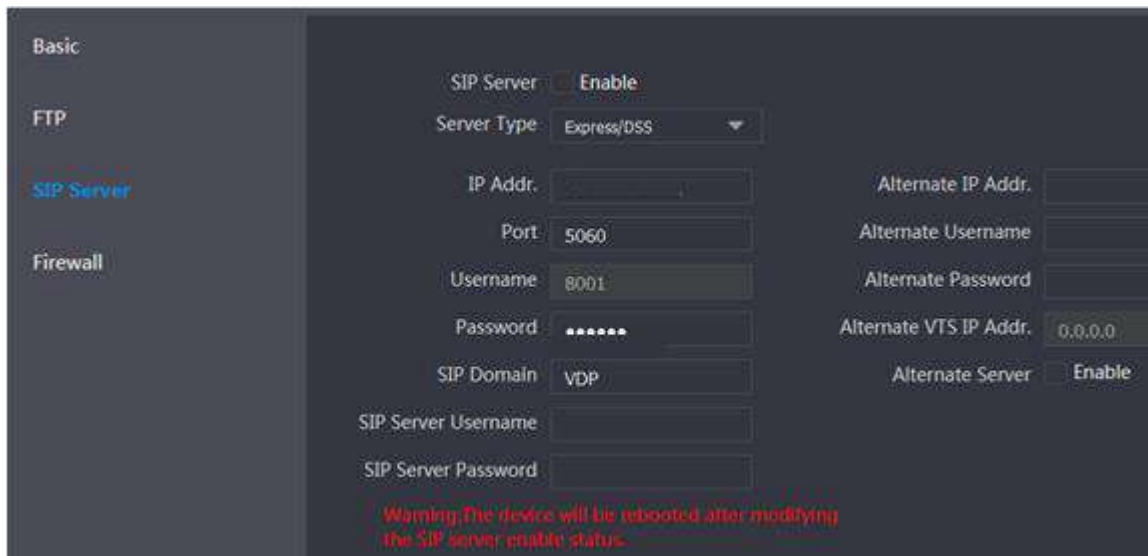 Basic
FTP
SIP Server
Firewall
SIP Server Enable
Server Type Express/DSS
IP Addr. Alternate IP Addr.
Port 5060 Alternate Username
Username 8001 Alternate Password
Password ●●●●●● Alternate VTS IP Addr. 0.0.0.0
SIP Domain VDP Alternate Server Enable
SIP Server Username
SIP Server Password
Warning:The device will be rebooted after modifying
the SIP server enable status.